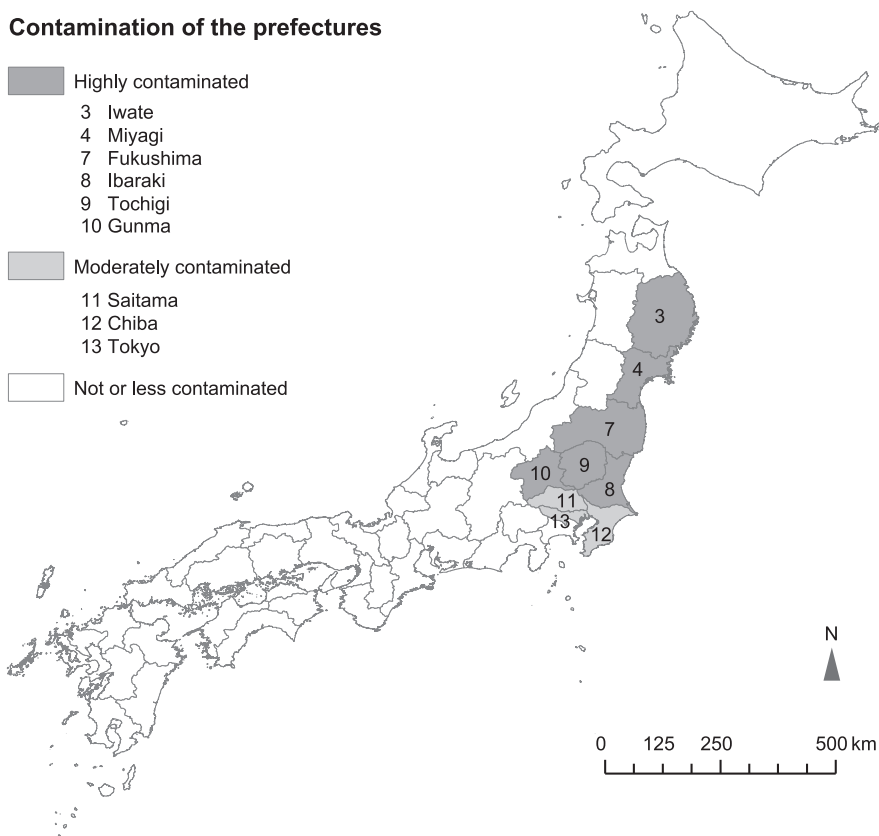 Contamination of the prefectures
Highly contaminated
3 Iwate
4 Miyagi
7 Fukushima
8 Ibaraki
9 Tochigi
10 Gunma
Moderately contaminated
11 Saitama
12 Chiba
13 Tokyo
Not or less contaminated
3
4
7
9
10
8
11
13
12
N
0 125 250 500 km